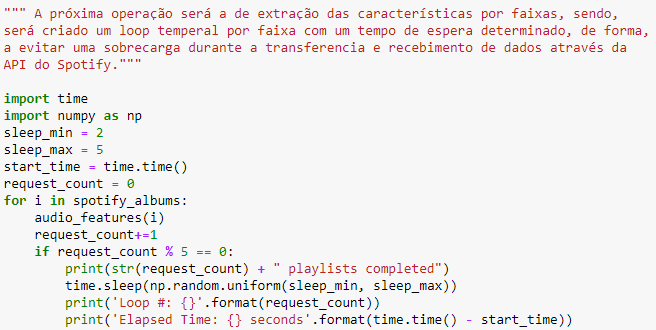 """ A próxima operação será a de extração das características por faixas, sendo,
será criado um loop temporal por faixa com um tempo de espera determinado, de forma,
a evitar uma sobrecarga durante a transferencia e recebimento de dados através da
API do Spotify."""
import time
import numpy as np
sleep_min = 2
sleep_max = 5
start_time = time.time()
request_count = 0
for i in spotify_albums:
    audio_features(i)
    request_count+=1
    if request_count % 5 == 0:
        print(str(request_count) + " playlists completed")
        time.sleep(np.random.uniform(sleep_min, sleep_max))
        print('Loop #: {}'.format(request_count))
        print('Elapsed Time: {} seconds'.format(time.time() - start_time))